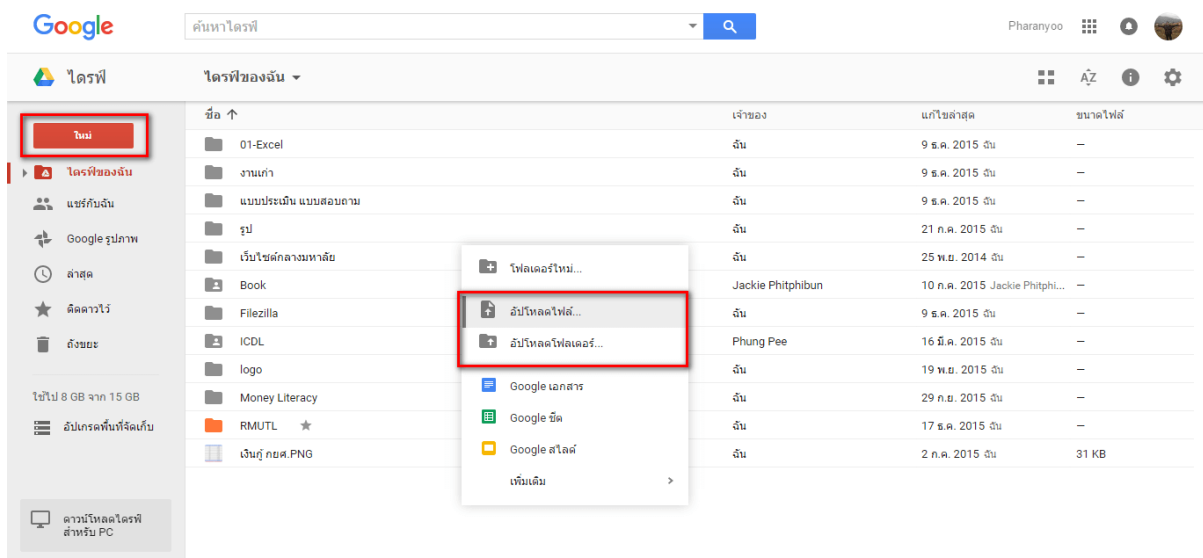 Google
ค้นหาไดรฟ์
Pharanyoo
ไดรฟ์
ไดรฟ์ของฉัน
AZ
ใหม่
ไดรฟ์ของฉัน
แชร์กับฉัน
Google รูปภาพ
ล่าสุด
ติดดาวไว้
ถังขยะ
ใช้ไป 8 GB จาก 15 GB
อัปเกรดพื้นที่จัดเก็บ
ดาวน์โหลดไดรฟ์
สำหรับ PC
ชื่อ เจ้าของ แก้ไขล่าสุด ขนาดไฟล์
01-Excel ฉัน 9 ธ.ค. 2015 ฉัน –
งานเก่า ฉัน 9 ธ.ค. 2015 ฉัน –
แบบประเมิน แบบสอบถาม ฉัน 9 ธ.ค. 2015 ฉัน –
รูป ฉัน 21 ก.ค. 2015 ฉัน –
เว็บไซต์กลางมหาลัย ฉัน 25 พ.ย. 2014 ฉัน –
Book Jackie Phitphibun 10 ก.ค. 2015 Jackie Phitphi... –
Filezilla ฉัน 9 ธ.ค. 2015 ฉัน –
ICDL Phung Pee 16 มี.ค. 2015 ฉัน –
logo ฉัน 19 พ.ย. 2015 ฉัน –
Money Literacy ฉัน 29 ก.ย. 2015 ฉัน –
RMUTL ฉัน 17 ธ.ค. 2015 ฉัน –
เงินกู้ กยศ.PNG ฉัน 2 ก.ค. 2015 ฉัน 31 KB
โฟลเดอร์ใหม่...
อัปโหลดไฟล์...
อัปโหลดโฟลเดอร์...
Google เอกสาร
Google ชีต
Google สไลด์
เพิ่มเติม